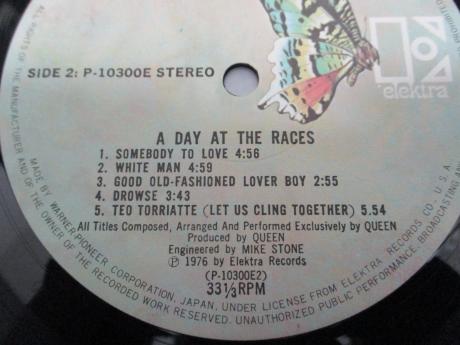 SIDE 2: P-10300E STEREO
elektra
A DAY AT THE RACES
1. SOMEBODY TO LOVE 4:56
2. WHITE MAN 4:59
3. GOOD OLD-FASHIONED LOVER BOY 2:55
4. DROWSE 3:43
5. TEO TORRIATTE (LET US CLING TOGETHER) 5.54
All Titles Composed, Arranged And Performed Exclusively by QUEEN
Produced by QUEEN
Engineered by MIKE STONE
Ⓟ 1976 by Elektra Records
(P-10300E2)
33⅓RPM
ALL RIGHTS OF THE MANUFACTURER AND OF THE OWNER OF THE RECORDED WORK RESERVED. UNAUTHORIZED PUBLIC PERFORMANCE, BROADCASTING AND
MADE BY WARNER-PIONEER CORPORATION, JAPAN, UNDER LICENSE FROM ELEKTRA RECORDS CO., U.S.A.